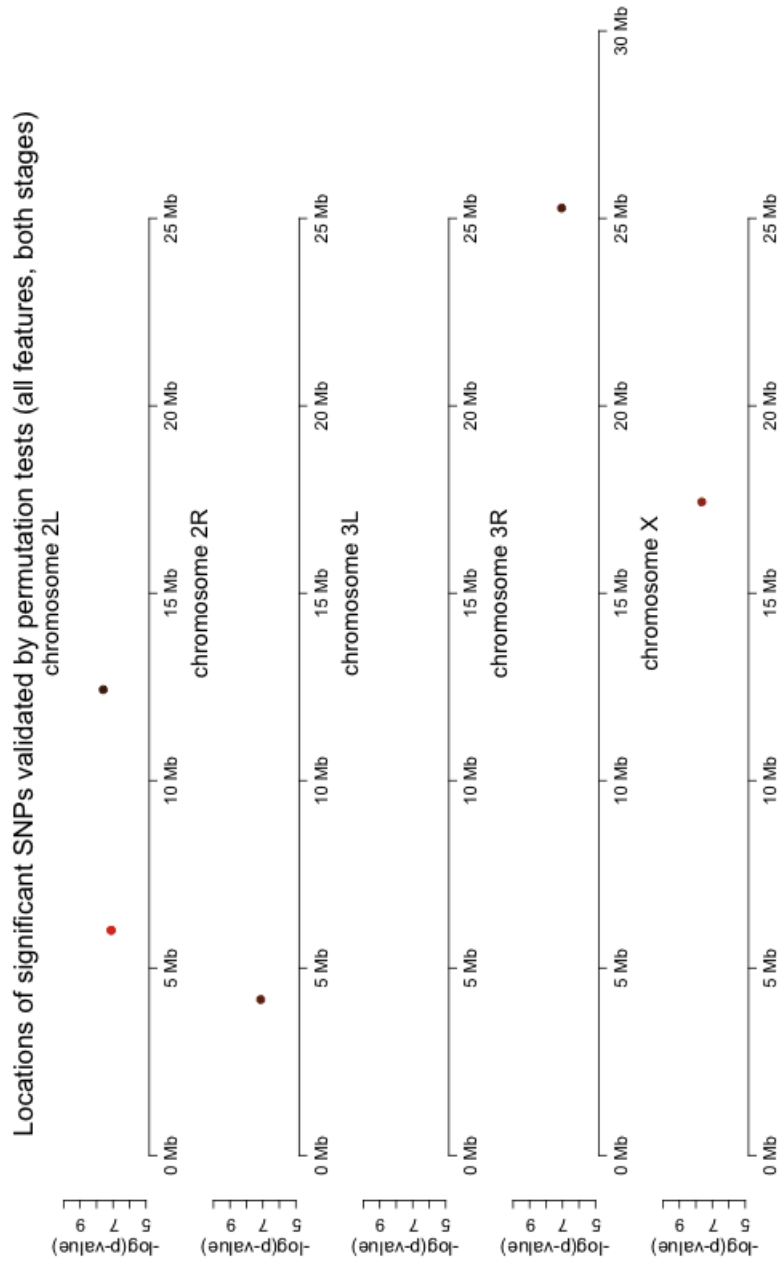 Locations of significant SNPs validated by permutation tests (all features, both stages)
chromosome 2L
-log(p-value)
5 7 9
0 Mb 5 Mb 10 Mb 15 Mb 20 Mb 25 Mb
chromosome 2R
-log(p-value)
5 7 9
0 Mb 5 Mb 10 Mb 15 Mb 20 Mb 25 Mb
chromosome 3L
-log(p-value)
5 7 9
0 Mb 5 Mb 10 Mb 15 Mb 20 Mb 25 Mb
chromosome 3R
-log(p-value)
5 7 9
0 Mb 5 Mb 10 Mb 15 Mb 20 Mb 25 Mb 30 Mb
chromosome X
-log(p-value)
5 7 9
0 Mb 5 Mb 10 Mb 15 Mb 20 Mb 25 Mb